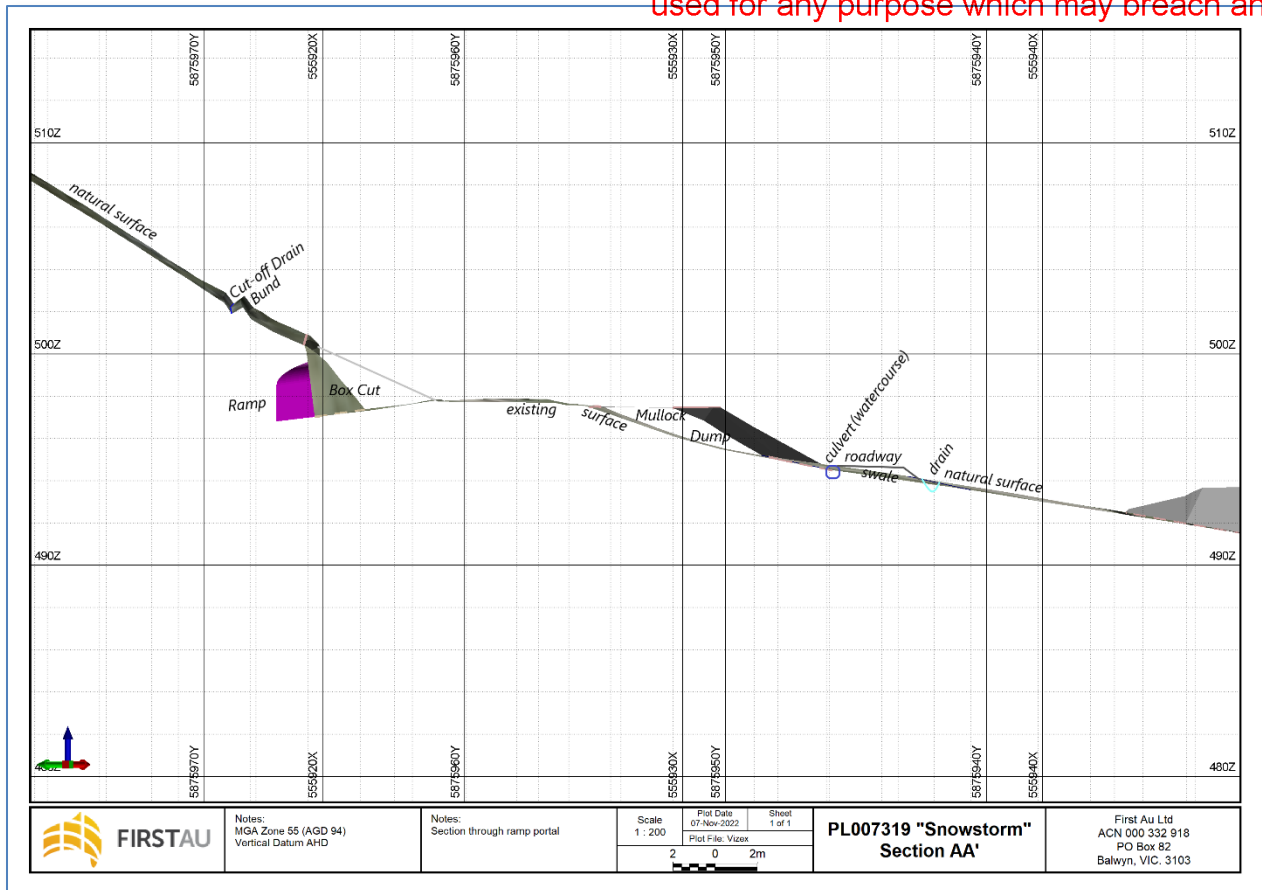 used for any purpose which may breach an
5875970Y
555920X
5875960Y
555930X
5875950Y
5875940Y
555940X
510Z
510Z
natural surface
Cut-off Drain
Bund
500Z
500Z
Ramp
Box Cut
existing
surface
Mullock
Dump
culvert (watercourse)
roadway
swale
drain
natural surface
490Z
490Z
480Z
480Z
5875970Y
555920X
5875960Y
555930X
5875950Y
5875940Y
555940X
FIRSTAU
Notes:
MGA Zone 55 (AGD 94)
Vertical Datum AHD
Notes:
Section through ramp portal
Scale
1 : 200
Plot Date
07-Nov-2022
Sheet
1 of 1
Plot File: Vizex
2 0 2m
PL007319 "Snowstorm"
Section AA'
First Au Ltd
ACN 000 332 918
PO Box 82
Balwyn, VIC. 3103